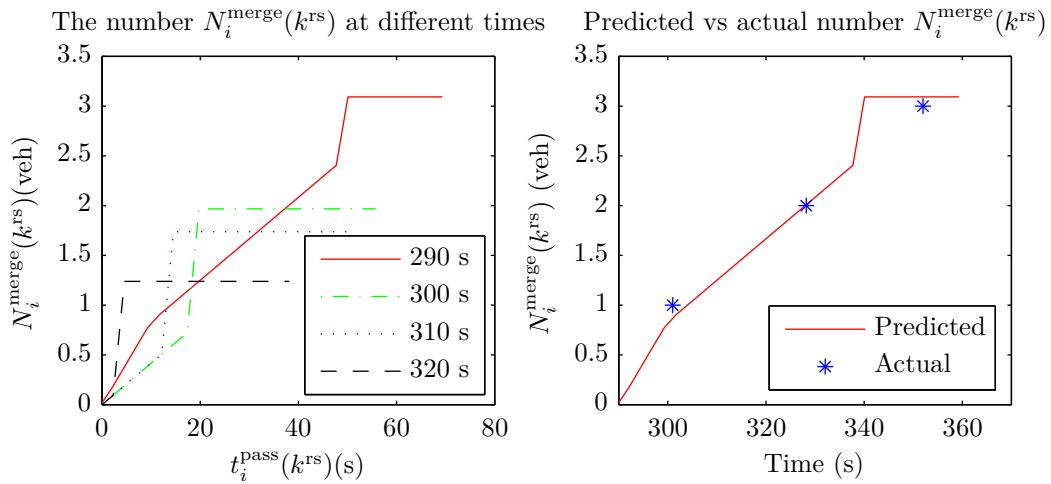 The number N_i^merge(k^rs) at different times
3.5
3
2.5
2
1.5
1
0.5
0
N_i^merge(k^rs)(veh)
0
20
40
60
80
t_i^pass(k^rs)(s)
290 s
300 s
310 s
320 s
Predicted vs actual number N_i^merge(k^rs)
3.5
3
2.5
2
1.5
1
0.5
0
N_i^merge(k^rs) (veh)
300
320
340
360
Time (s)
Predicted
Actual